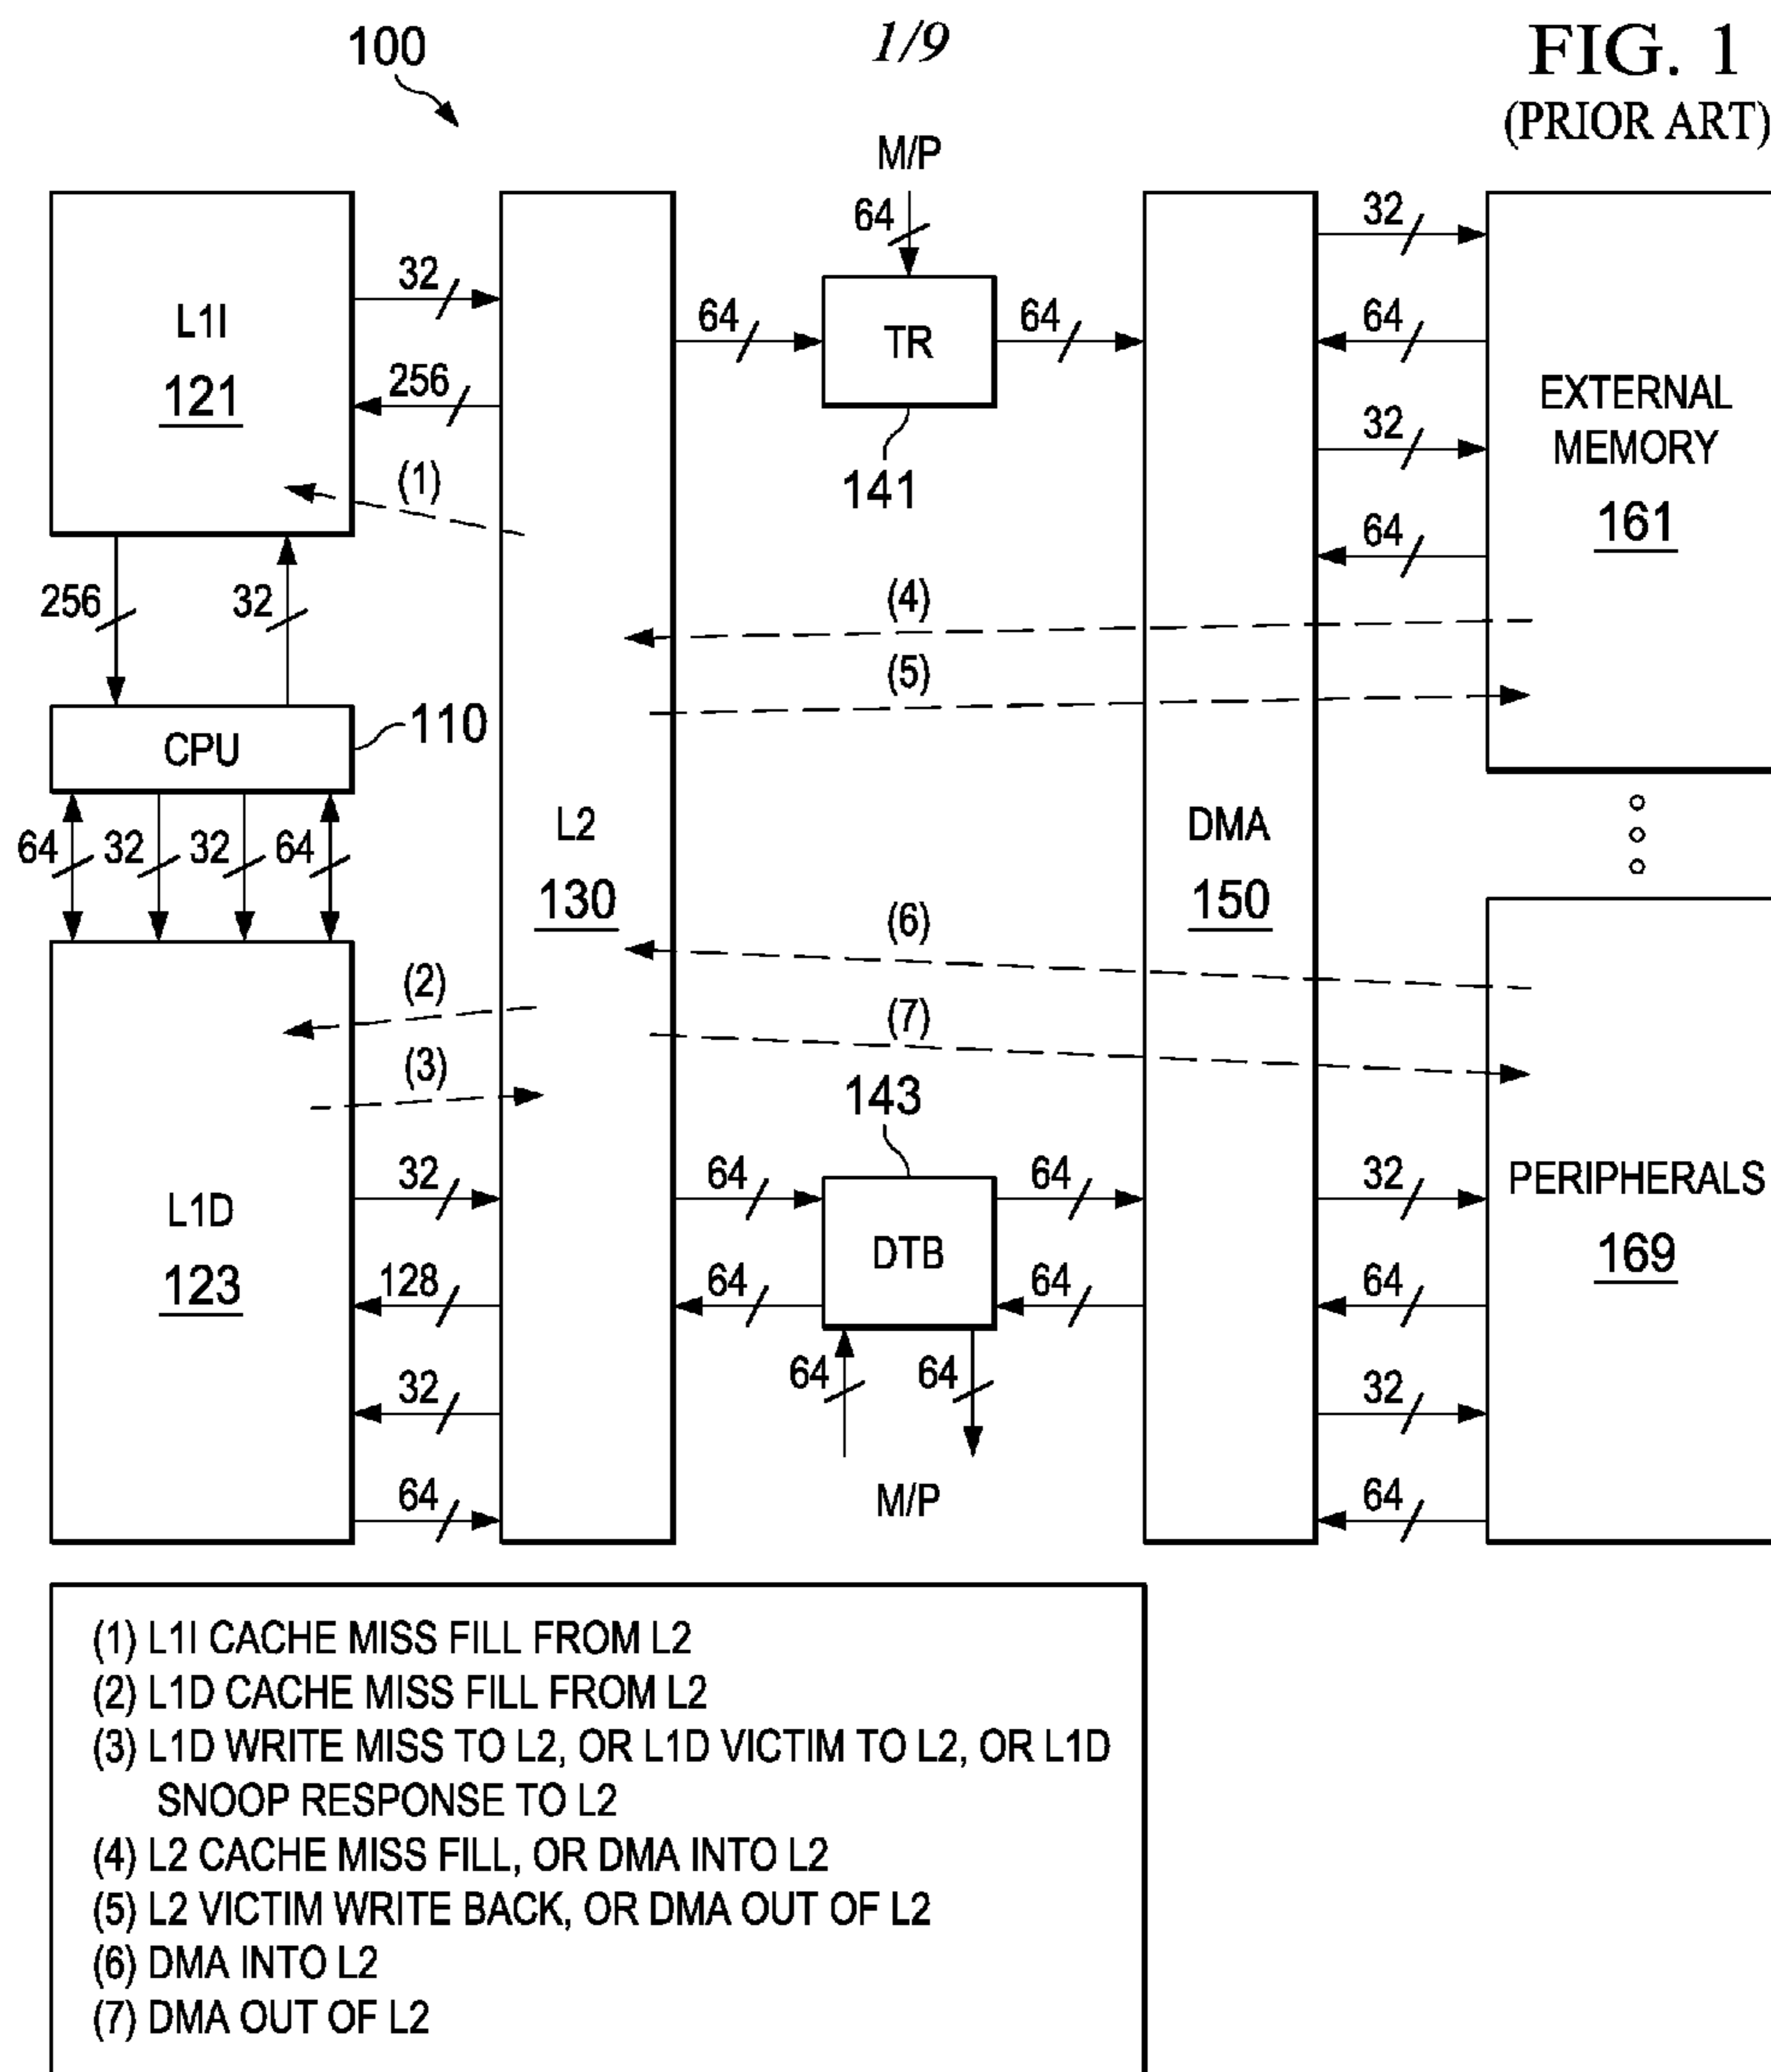 1/9
FIG. 1
(PRIOR ART)
100
M/P
64
L1I
121
32
256
(1)
64
TR
64
141
32
64
32
64
EXTERNAL
MEMORY
161
256
32
(4)
(5)
CPU
110
64
32
32
64
L2
130
DMA
150
(6)
(7)
(2)
(3)
143
L1D
123
32
128
32
64
64
64
DTB
64
64
64
64
M/P
32
64
32
64
PERIPHERALS
169
(1) L1I CACHE MISS FILL FROM L2
(2) L1D CACHE MISS FILL FROM L2
(3) L1D WRITE MISS TO L2, OR L1D VICTIM TO L2, OR L1D
SNOOP RESPONSE TO L2
(4) L2 CACHE MISS FILL, OR DMA INTO L2
(5) L2 VICTIM WRITE BACK, OR DMA OUT OF L2
(6) DMA INTO L2
(7) DMA OUT OF L2